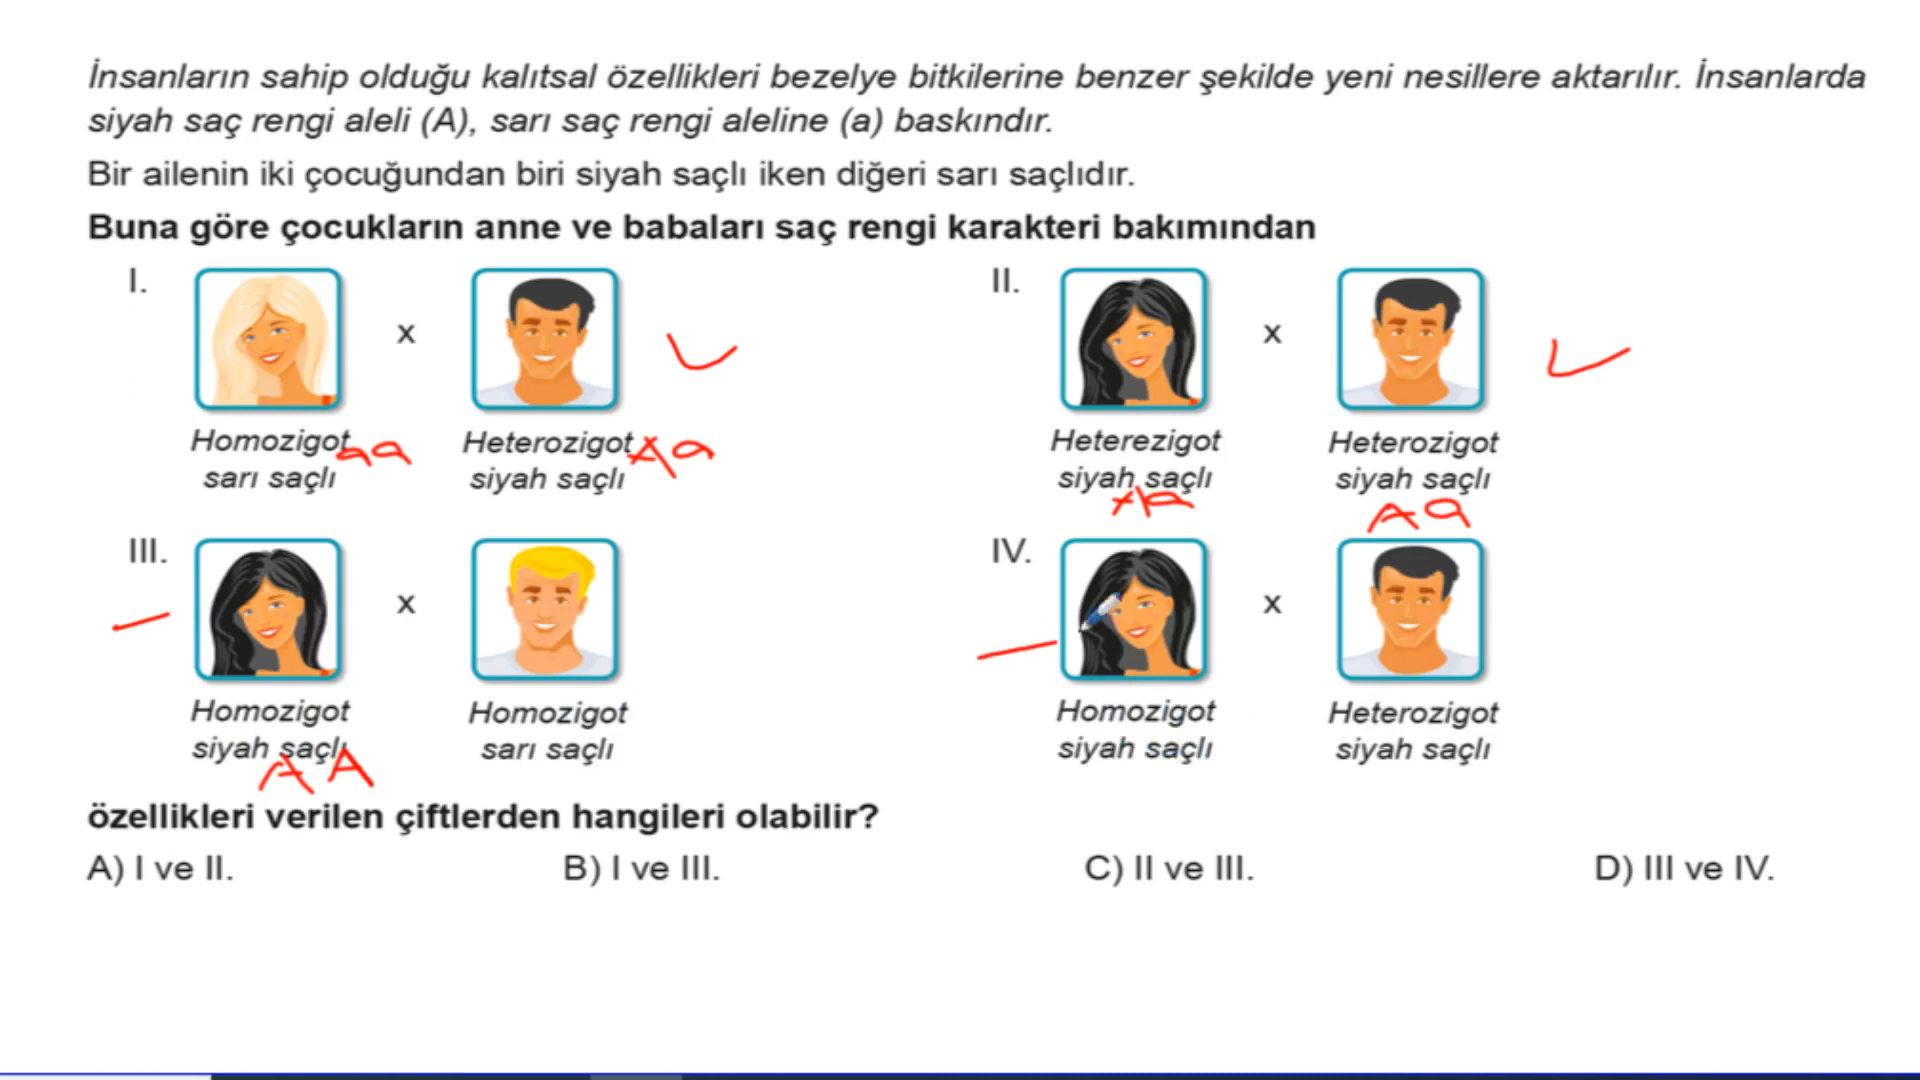 İnsanların sahip olduğu kalıtsal özellikleri bezelye bitkilerine benzer şekilde yeni nesillere aktarılır. İnsanlarda
siyah saç rengi aleli (A), sarı saç rengi aleline (a) baskındır.
Bir ailenin iki çocuğundan biri siyah saçlı iken diğeri sarı saçlıdır.
Buna göre çocukların anne ve babaları saç rengi karakteri bakımından
I. x II. x
Homozigot aa Heterozigot Aa Heterezigot Heterozigot
sarı saçlı siyah saçlı siyah saçlı siyah saçlı
Aa Aa
III. x IV. x
Homozigot Homozigot Homozigot Heterozigot
siyah saçlı sarı saçlı siyah saçlı siyah saçlı
AA
özellikleri verilen çiftlerden hangileri olabilir?
A) I ve II. B) I ve III. C) II ve III. D) III ve IV.